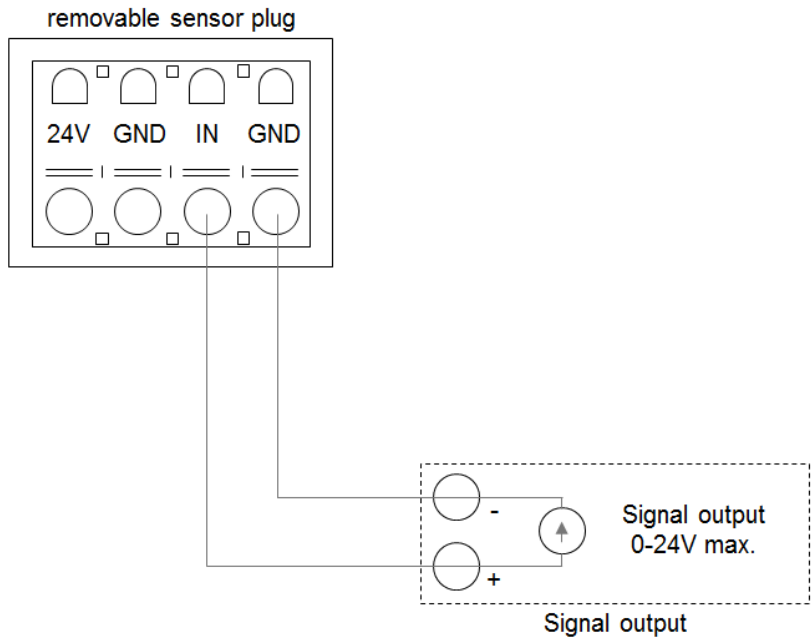 removable sensor plug
24V GND IN GND
-
Signal output
0-24V max.
+
Signal output